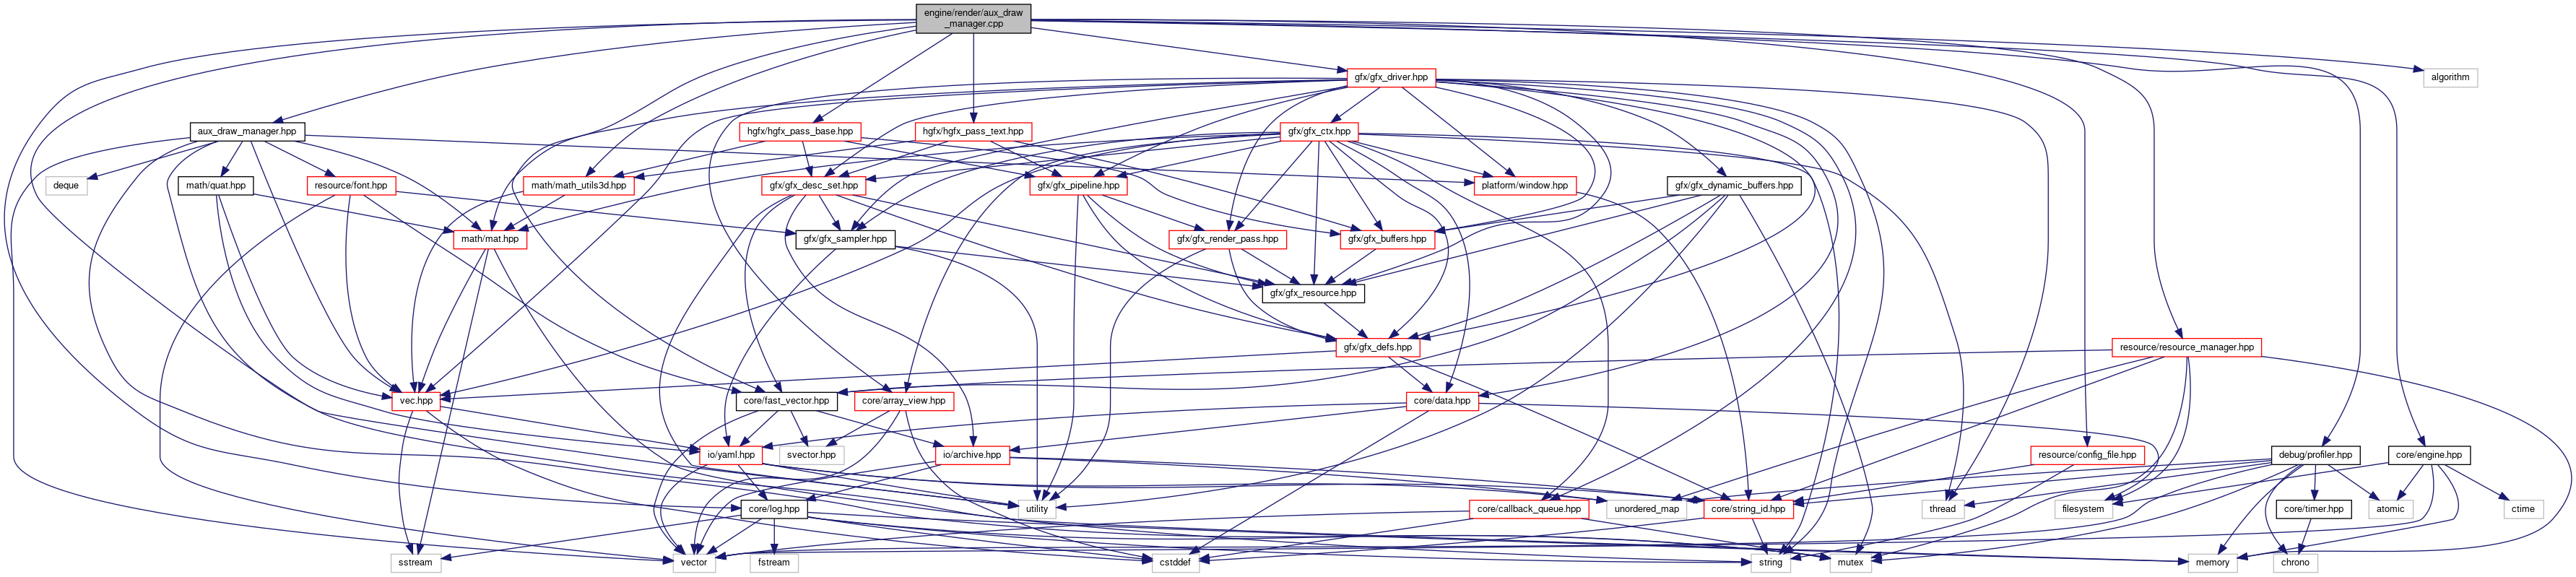 engine/render/aux_draw
_manager.cpp
gfx/gfx_driver.hpp
algorithm
aux_draw_manager.hpp
hgfx/hgfx_pass_base.hpp
hgfx/hgfx_pass_text.hpp
gfx/gfx_ctx.hpp
deque
math/quat.hpp
resource/font.hpp
math/math_utils3d.hpp
gfx/gfx_desc_set.hpp
gfx/gfx_pipeline.hpp
platform/window.hpp
gfx/gfx_dynamic_buffers.hpp
math/mat.hpp
gfx/gfx_sampler.hpp
gfx/gfx_render_pass.hpp
gfx/gfx_buffers.hpp
gfx/gfx_resource.hpp
gfx/gfx_defs.hpp
resource/resource_manager.hpp
vec.hpp
core/fast_vector.hpp
core/array_view.hpp
core/data.hpp
io/yaml.hpp
svector.hpp
io/archive.hpp
resource/config_file.hpp
debug/profiler.hpp
core/engine.hpp
core/log.hpp
utility
core/callback_queue.hpp
unordered_map
core/string_id.hpp
thread
filesystem
core/timer.hpp
atomic
ctime
sstream
vector
fstream
cstddef
string
mutex
memory
chrono